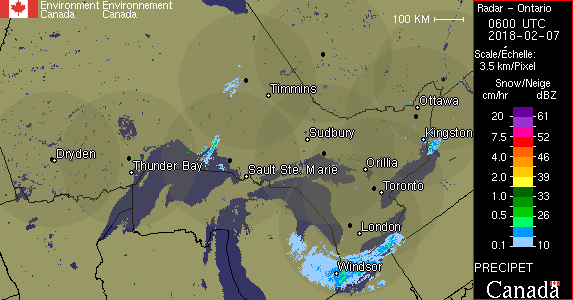 Environment Environnement
Canada Canada
100 KM
Timmins
Ottawa
Sudbury
Kingston
Dryden
Thunder Bay
Sault Ste. Marie
Orillia
Toronto
London
Windsor
Radar - Ontario
0600 UTC
2018-02-07
Scale/Échelle:
3.5 km/Pixel
Snow/Neige
cm/hr dBZ
20 61
7.5 52
4.0 46
2.0 39
1.0 33
0.5 26
0.1 10
PRECIPET
Canada